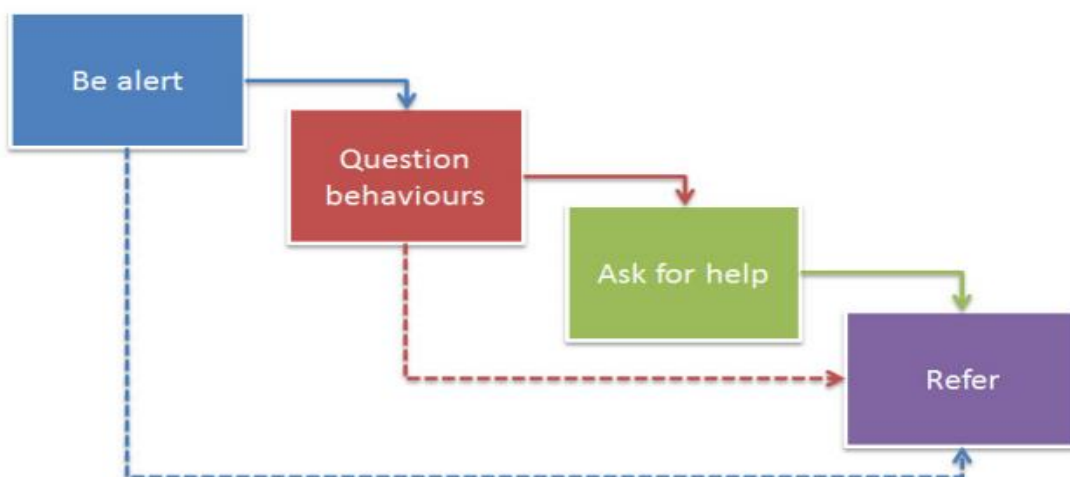 Be alert
Question
behaviours
Ask for help
Refer